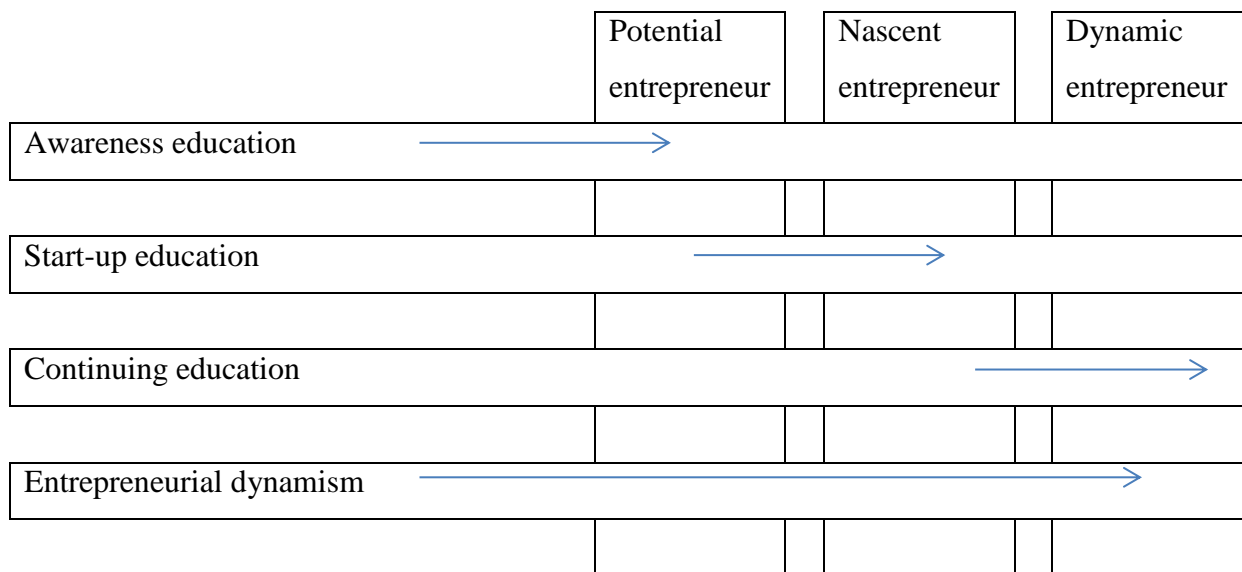 Potential
entrepreneur
Nascent
entrepreneur
Dynamic
entrepreneur
Awareness education
Start-up education
Continuing education
Entrepreneurial dynamism